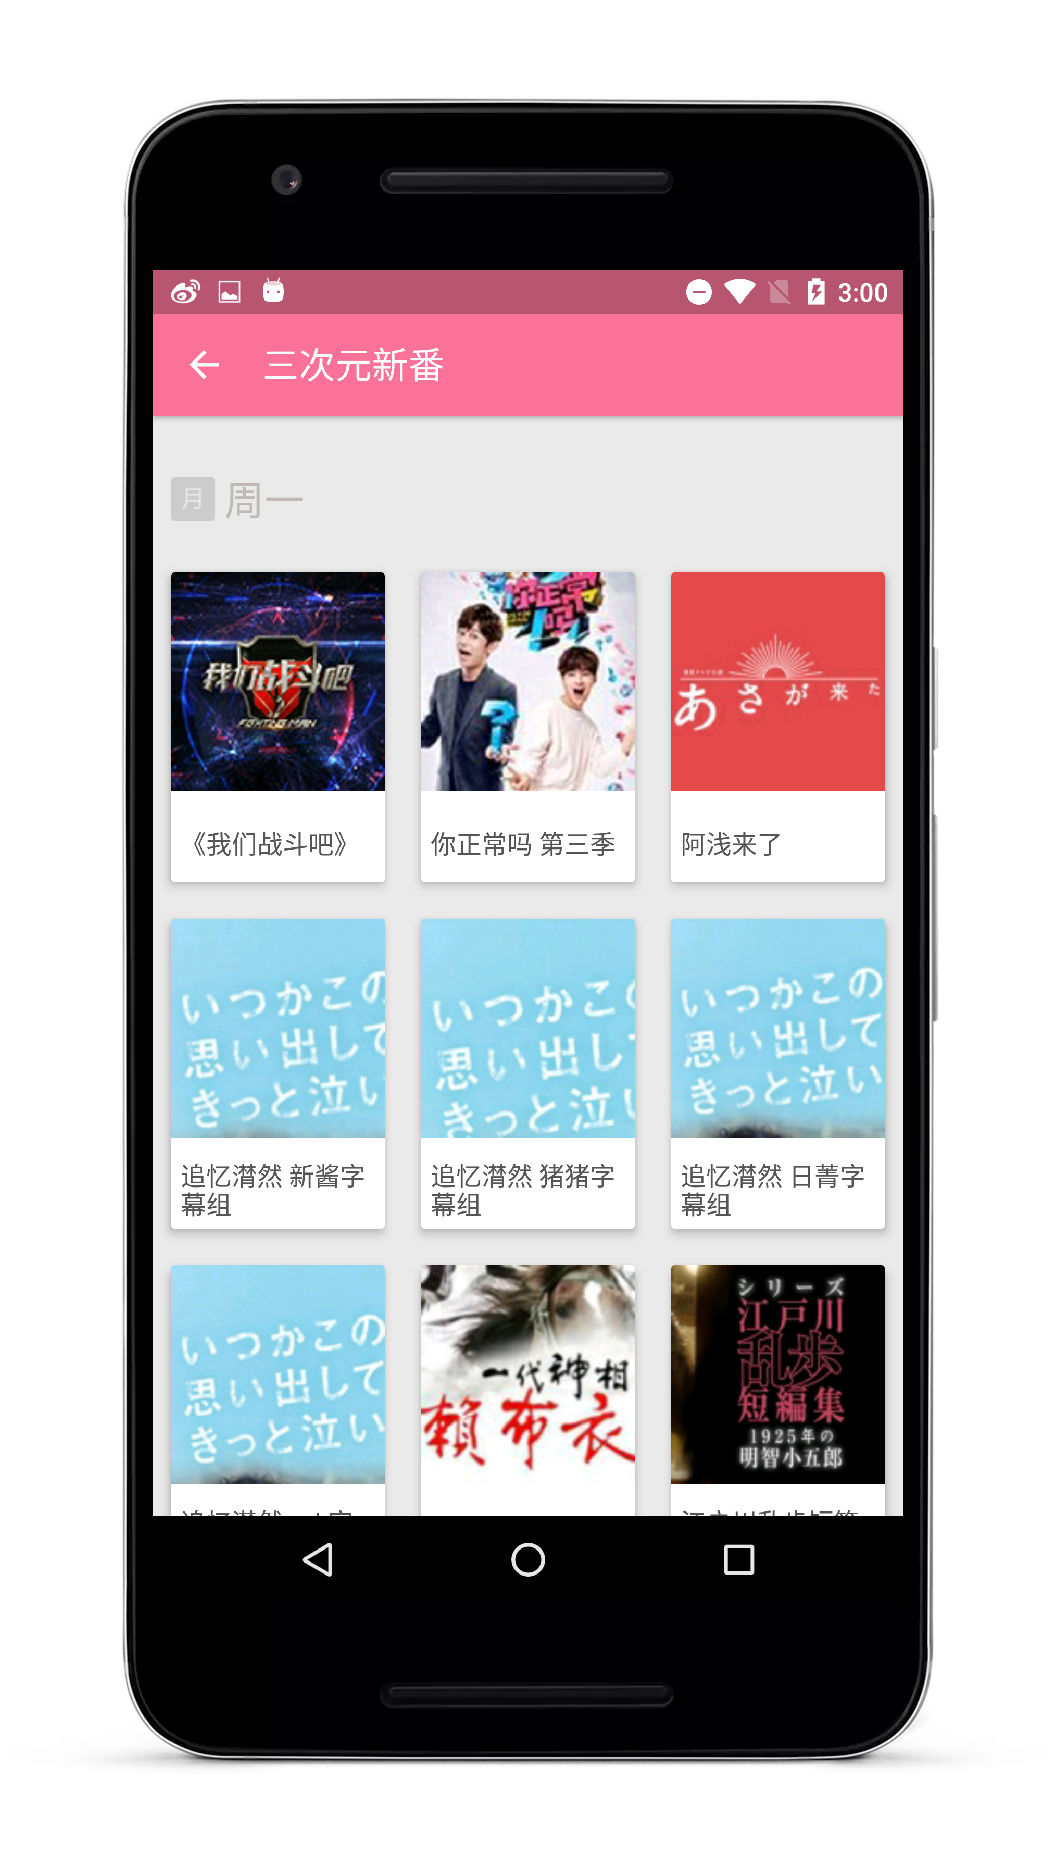 3:00
三次元新番
月 周一
我们战斗吧
FIGHTING MAN
你正常吗
あさが来た
《我们战斗吧》
你正常吗 第三季
阿浅来了
いつかこの
思い出して
きっと泣い
いつかこの
思い出して
きっと泣い
いつかこの
思い出して
きっと泣い
追忆潸然 新酱字
幕组
追忆潸然 猪猪字
幕组
追忆潸然 日菁字
幕组
いつかこの
思い出して
きっと泣い
一代神相
賴布衣
シリーズ
江戸川
乱歩
短編集
1925年の
明智小五郎